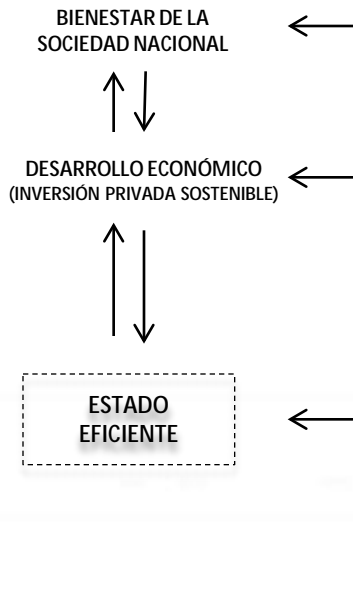 BIENESTAR DE LA
SOCIEDAD NACIONAL
DESARROLLO ECONÓMICO
(INVERSIÓN PRIVADA SOSTENIBLE)
ESTADO
EFICIENTE